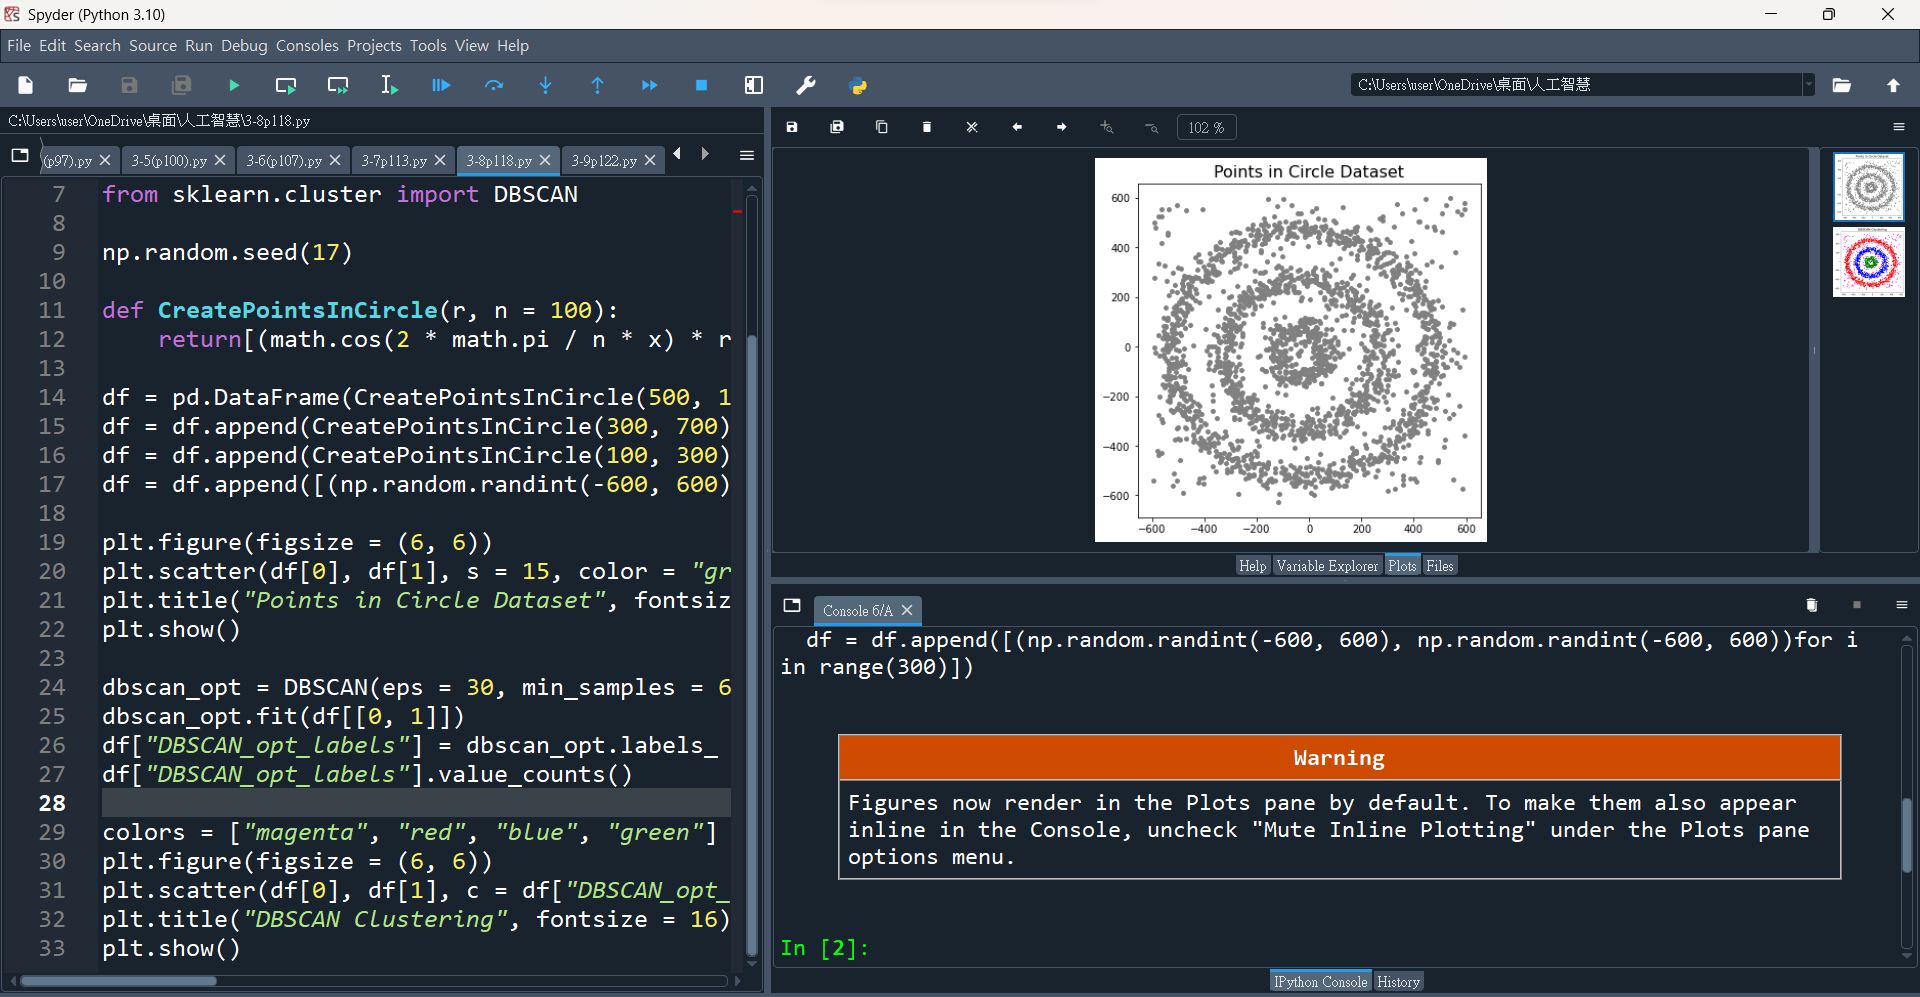 Spyder (Python 3.10)
File Edit Search Source Run Debug Consoles Projects Tools View Help
C:\Users\user\OneDrive\桌面\人工智慧
C:\Users\user\OneDrive\桌面\人工智慧\3-8p118.py
(p97).py 3-5(p100).py 3-6(p107).py 3-7p113.py 3-8p118.py 3-9p122.py
7 from sklearn.cluster import DBSCAN
8
9 np.random.seed(17)
10
11 def CreatePointsInCircle(r, n = 100):
12 return[(math.cos(2 * math.pi / n * x) * r
13
14 df = pd.DataFrame(CreatePointsInCircle(500, 1
15 df = df.append(CreatePointsInCircle(300, 700)
16 df = df.append(CreatePointsInCircle(100, 300)
17 df = df.append([(np.random.randint(-600, 600)
18
19 plt.figure(figsize = (6, 6))
20 plt.scatter(df[0], df[1], s = 15, color = "gr
21 plt.title("Points in Circle Dataset", fontsiz
22 plt.show()
23
24 dbscan_opt = DBSCAN(eps = 30, min_samples = 6
25 dbscan_opt.fit(df[[0, 1]])
26 df["DBSCAN_opt_labels"] = dbscan_opt.labels_
27 df["DBSCAN_opt_labels"].value_counts()
28
29 colors = ["magenta", "red", "blue", "green"]
30 plt.figure(figsize = (6, 6))
31 plt.scatter(df[0], df[1], c = df["DBSCAN_opt_
32 plt.title("DBSCAN Clustering", fontsize = 16)
33 plt.show()
102 %
Points in Circle Dataset
600
400
200
0
−200
−400
−600
−600 −400 −200 0 200 400 600
Help Variable Explorer Plots Files
Console 6/A
df = df.append([(np.random.randint(-600, 600), np.random.randint(-600, 600))for i
in range(300)])
Warning
Figures now render in the Plots pane by default. To make them also appear
inline in the Console, uncheck "Mute Inline Plotting" under the Plots pane
options menu.
In [2]:
IPython Console History